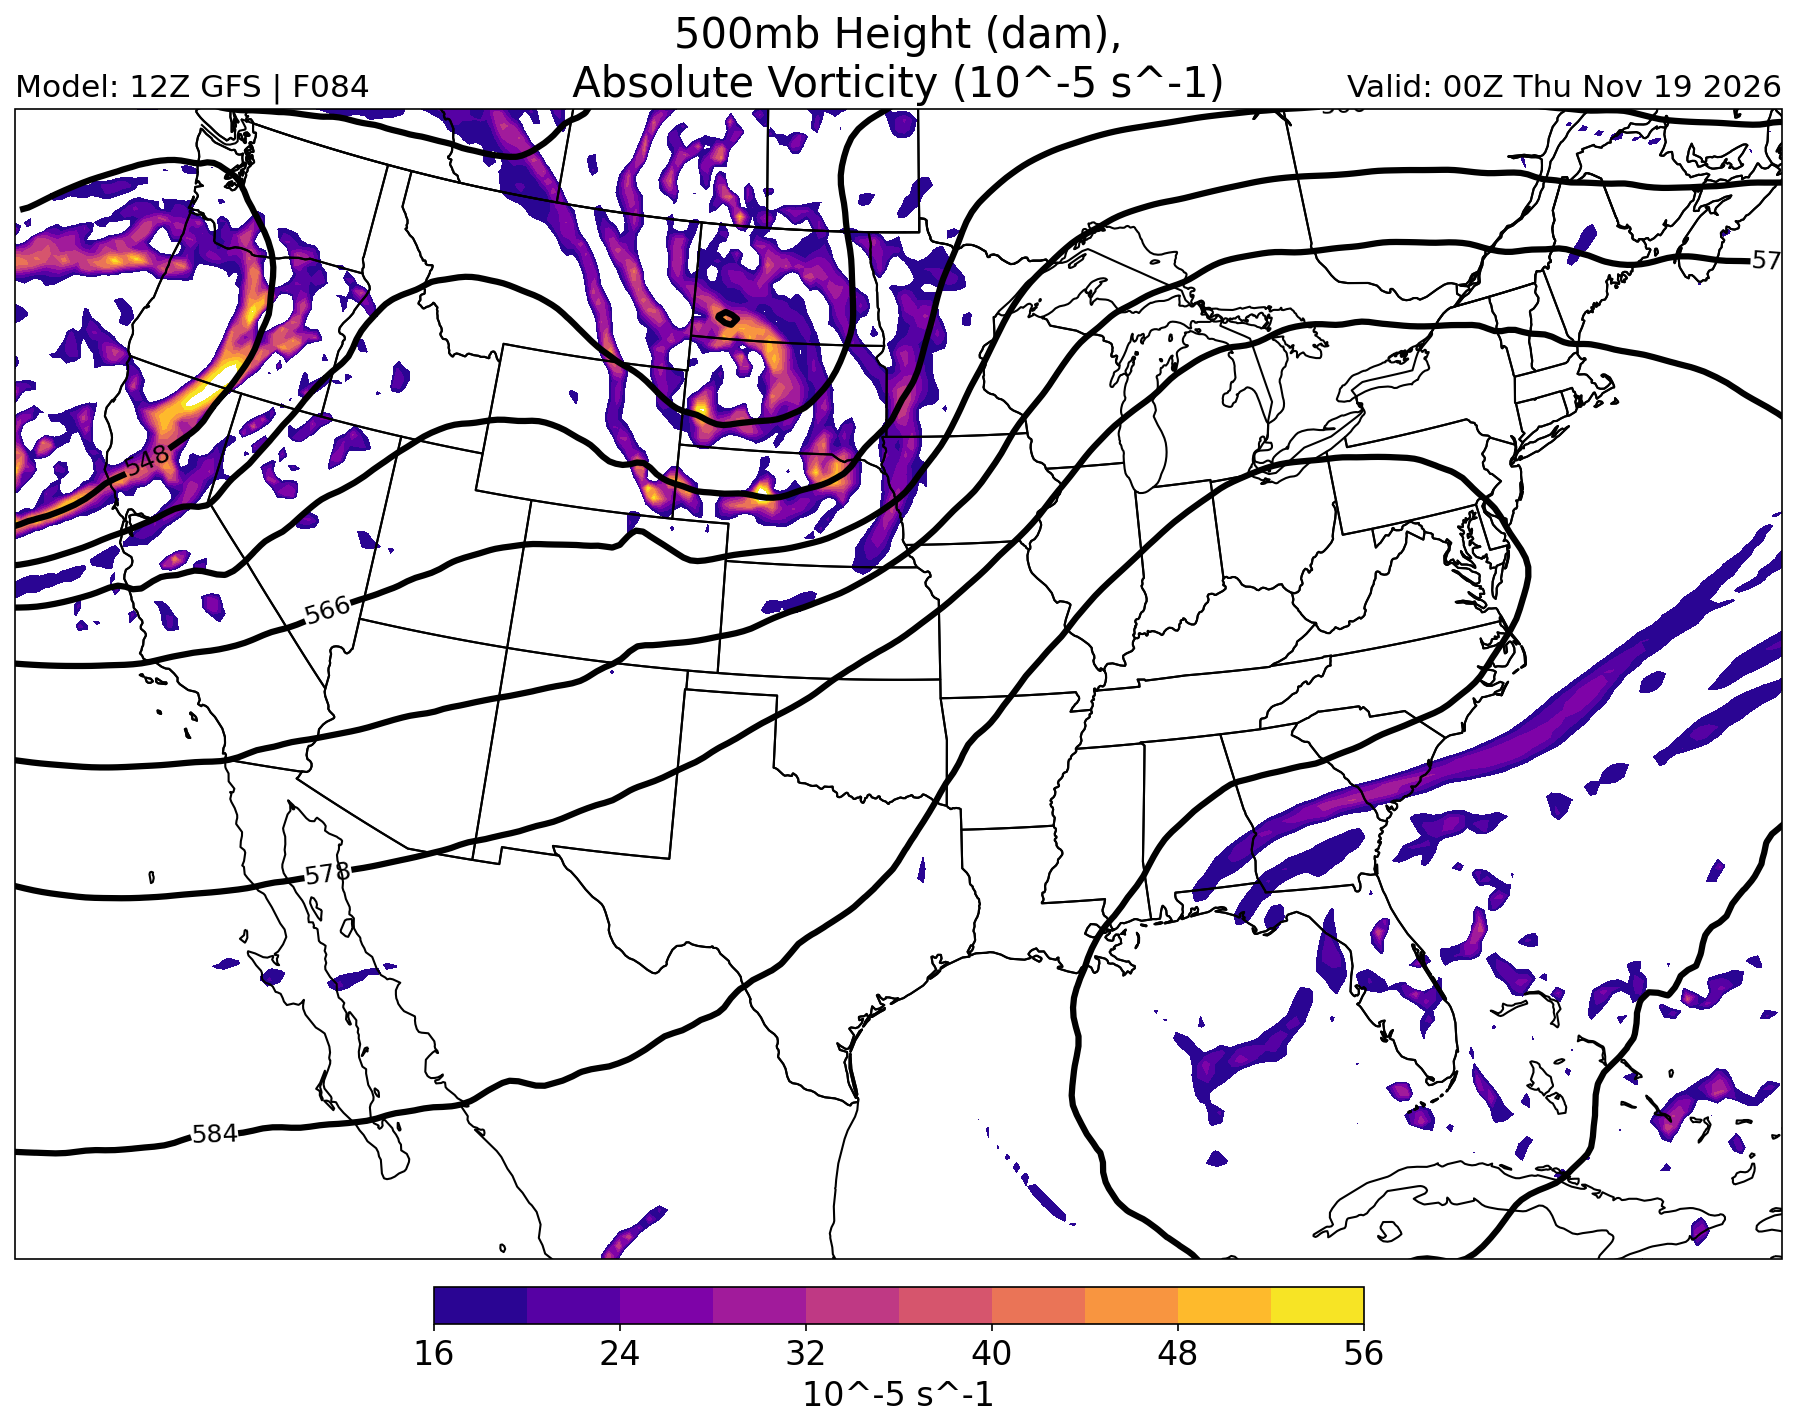 500mb Height (dam),
Absolute Vorticity (10^-5 s^-1)
Model: 12Z GFS | F084
Valid: 00Z Thu Nov 19 2026
57
548
566
578
584
16 24 32 40 48 56
10^-5 s^-1